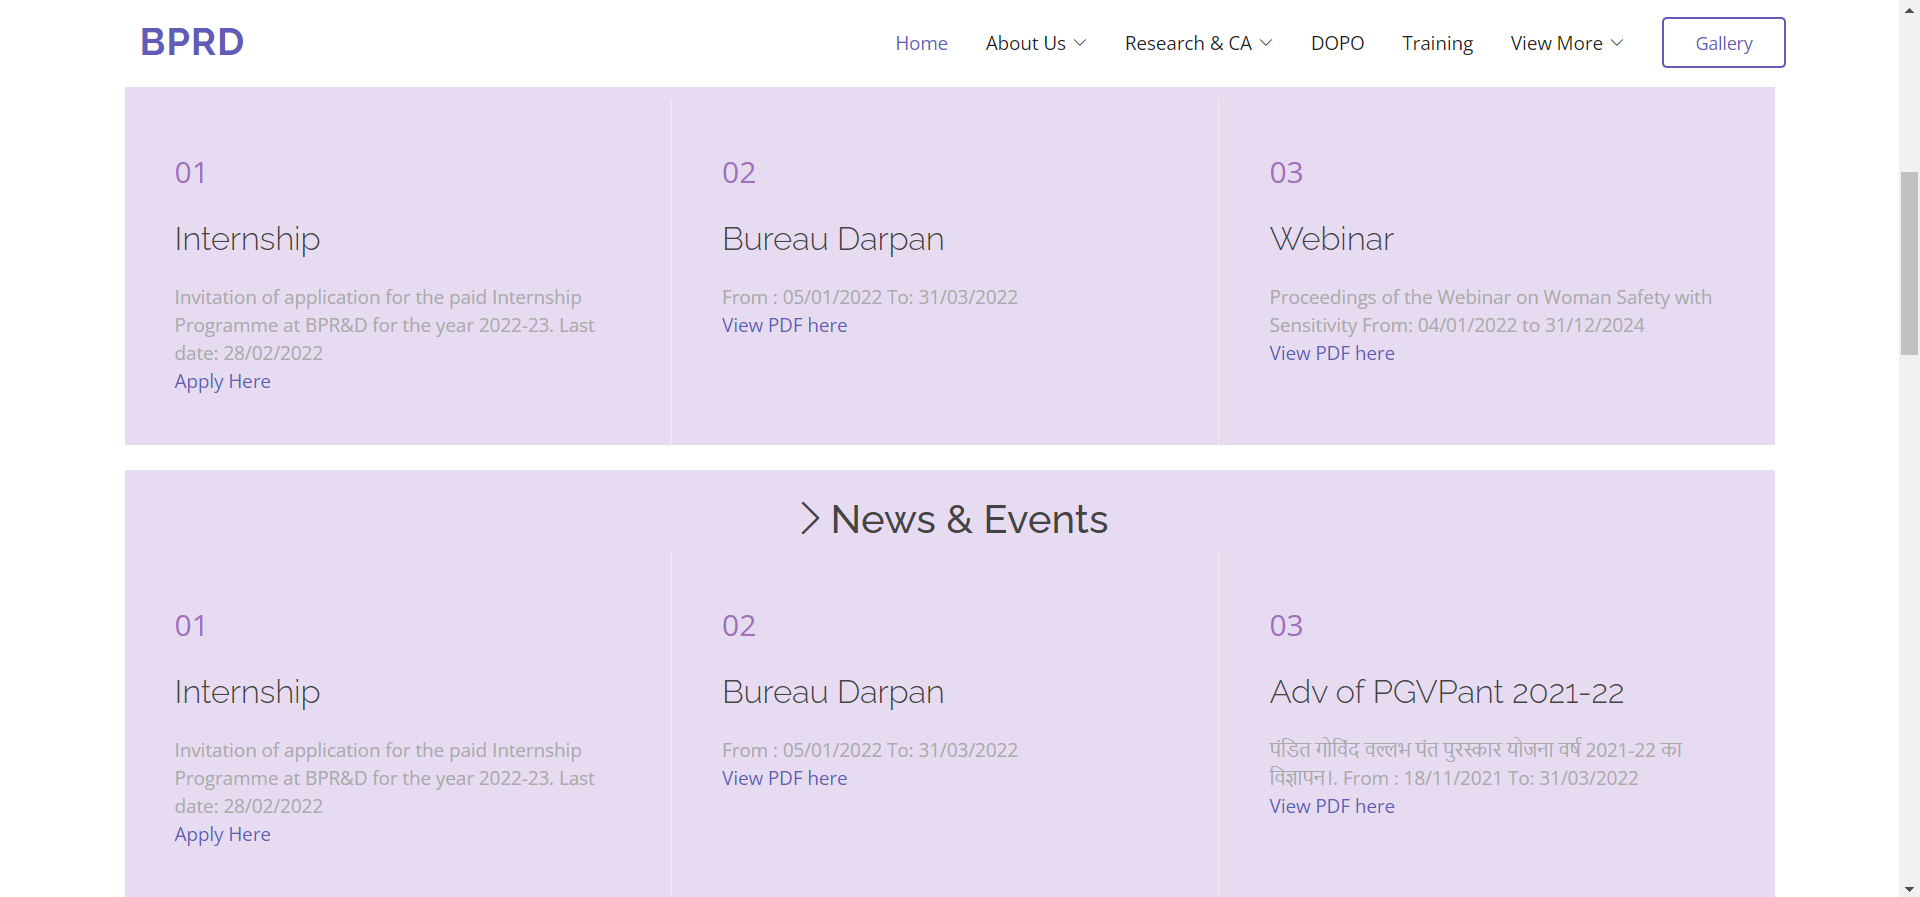 BPRD
Home About Us Research & CA DOPO Training View More Gallery
01
Internship
Invitation of application for the paid Internship
Programme at BPR&D for the year 2022-23. Last
date: 28/02/2022
Apply Here
02
Bureau Darpan
From : 05/01/2022 To: 31/03/2022
View PDF here
03
Webinar
Proceedings of the Webinar on Woman Safety with
Sensitivity From: 04/01/2022 to 31/12/2024
View PDF here
News & Events
01
Internship
Invitation of application for the paid Internship
Programme at BPR&D for the year 2022-23. Last
date: 28/02/2022
Apply Here
02
Bureau Darpan
From : 05/01/2022 To: 31/03/2022
View PDF here
03
Adv of PGVPant 2021-22
पंडित गोविंद वल्लभ पंत पुरस्कार योजना वर्ष 2021-22 का
विज्ञापन।. From : 18/11/2021 To: 31/03/2022
View PDF here